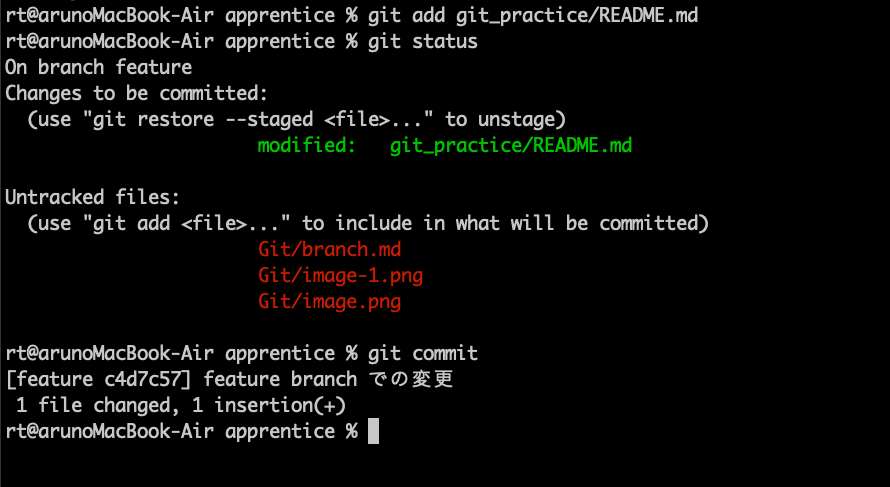 rt@arunoMacBook-Air apprentice % git add git_practice/README.md
rt@arunoMacBook-Air apprentice % git status
On branch feature
Changes to be committed:
  (use "git restore --staged <file>..." to unstage)
	modified:   git_practice/README.md

Untracked files:
  (use "git add <file>..." to include in what will be committed)
	Git/branch.md
	Git/image-1.png
	Git/image.png

rt@arunoMacBook-Air apprentice % git commit
[feature c4d7c57] feature branch での変更
 1 file changed, 1 insertion(+)
rt@arunoMacBook-Air apprentice %